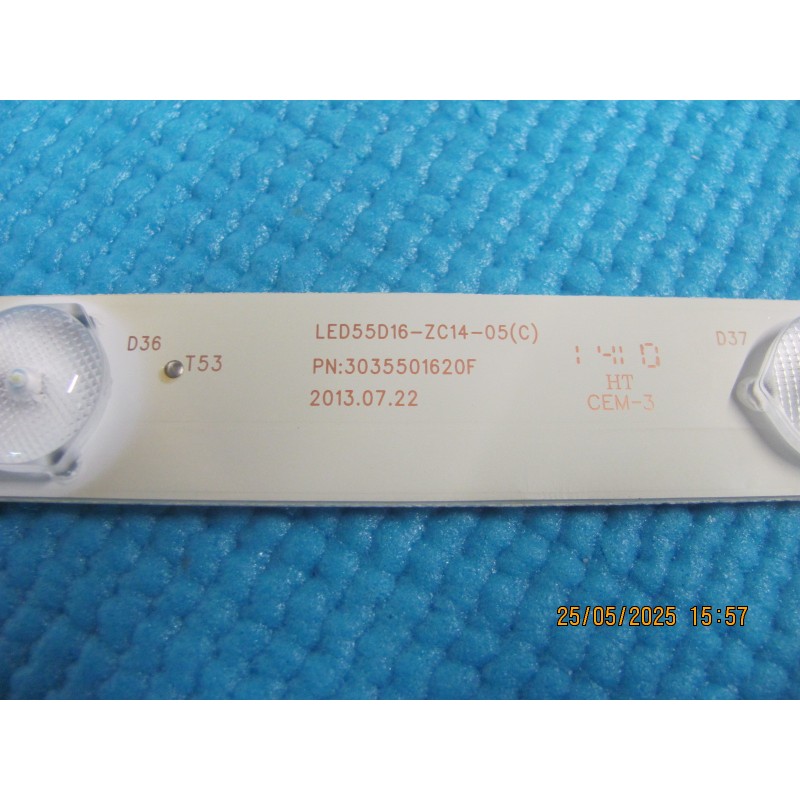 D36
T53
LED55D16-ZC14-05(C)
PN:3035501620F
2013.07.22
1410
HT
CEM-3
D37
25/05/2025 15:57